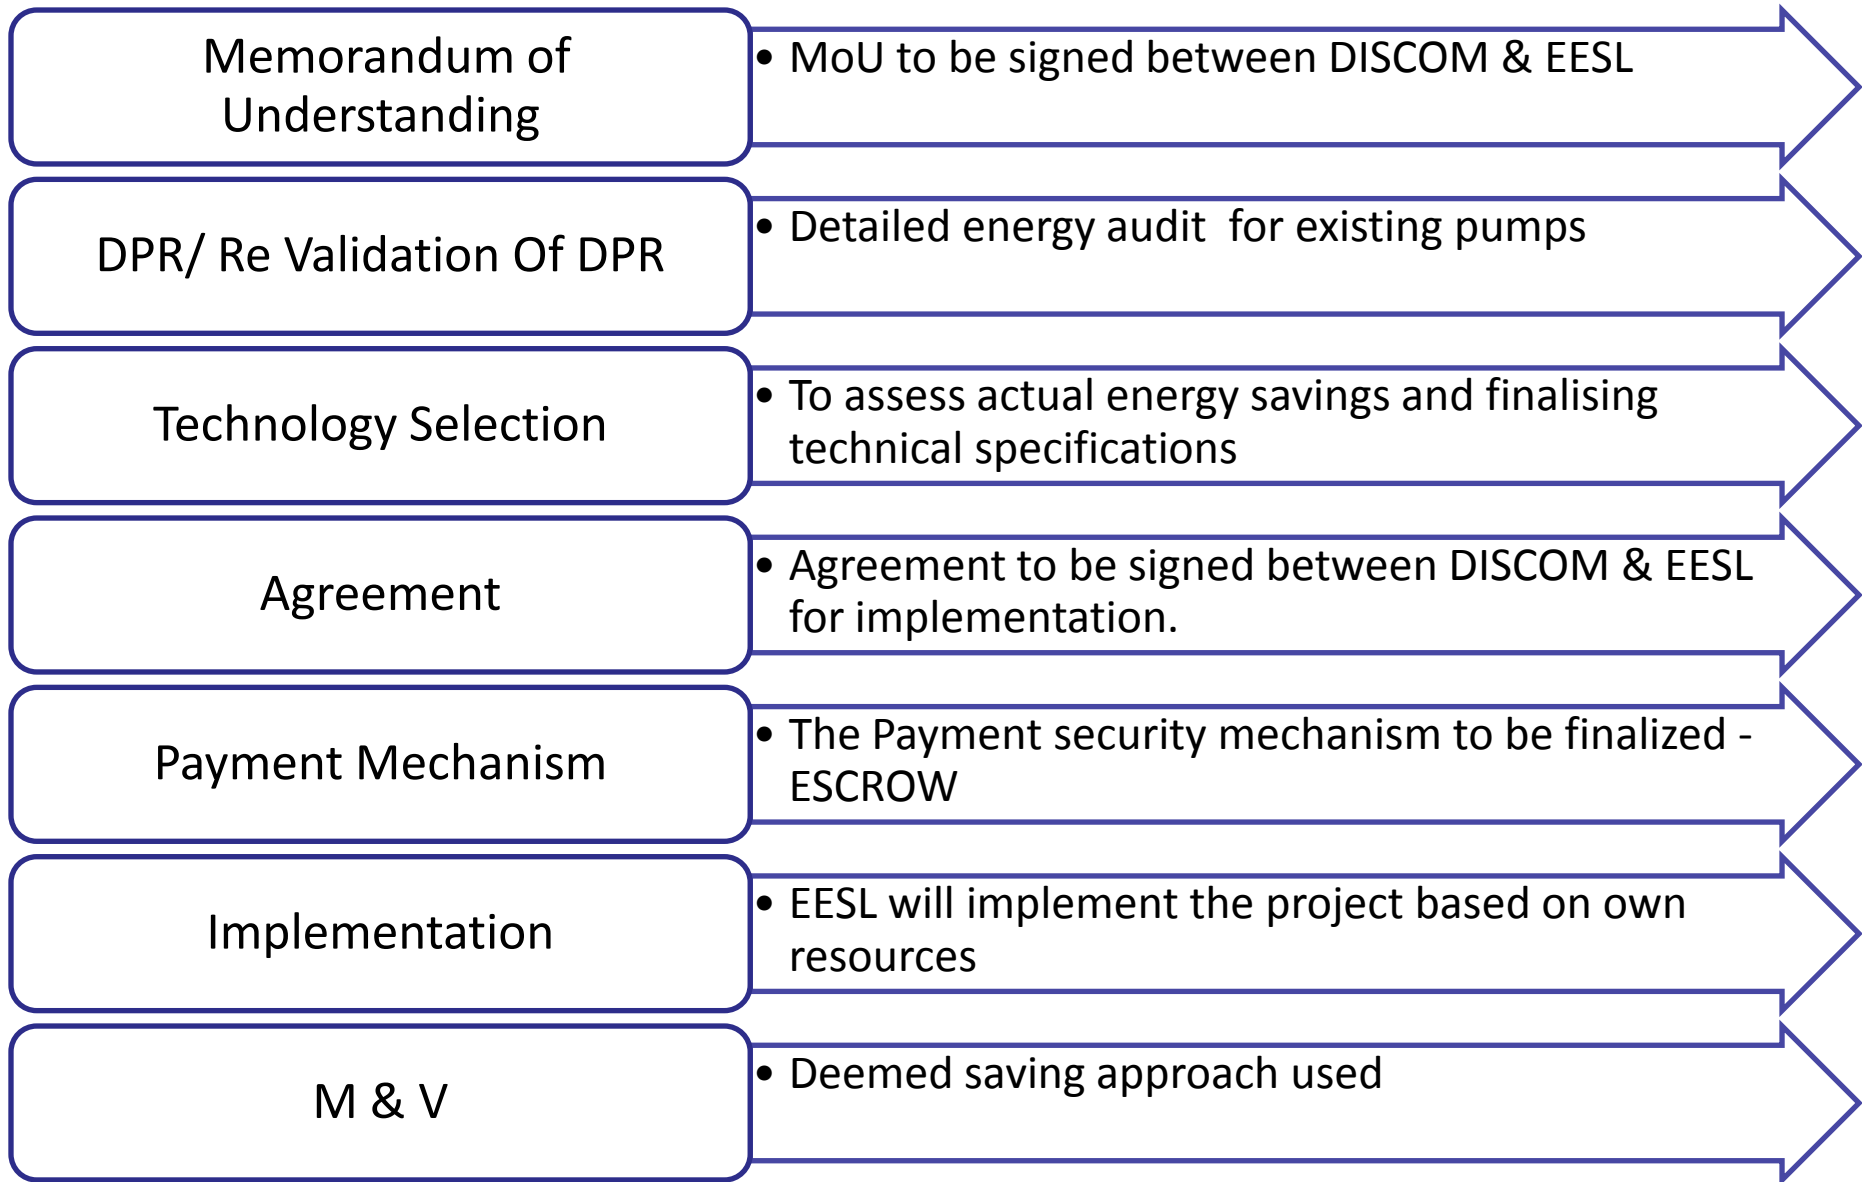 Memorandum of
Understanding
• MoU to be signed between DISCOM & EESL
DPR/ Re Validation Of DPR
• Detailed energy audit  for existing pumps
Technology Selection
• To assess actual energy savings and finalising
technical specifications
Agreement
• Agreement to be signed between DISCOM & EESL
for implementation.
Payment Mechanism
• The Payment security mechanism to be finalized -
ESCROW
Implementation
• EESL will implement the project based on own
resources
M & V
• Deemed saving approach used